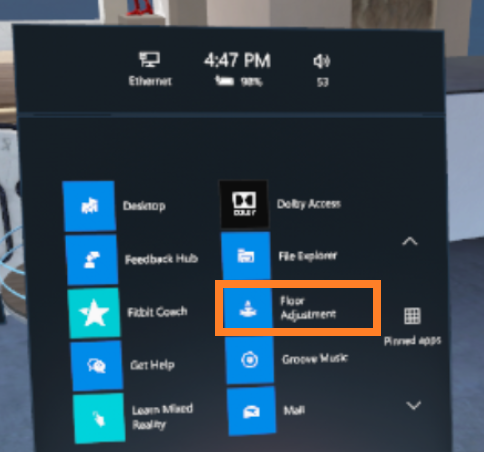 4:47 PM
Ethernet
98%
53
Desktop
Dolby Access
DOLBY
Feedback Hub
File Explorer
Fitbit Coach
Floor
Adjustment
Pinned apps
Get Help
Groove Music
Learn Mixed
Reality
Mail